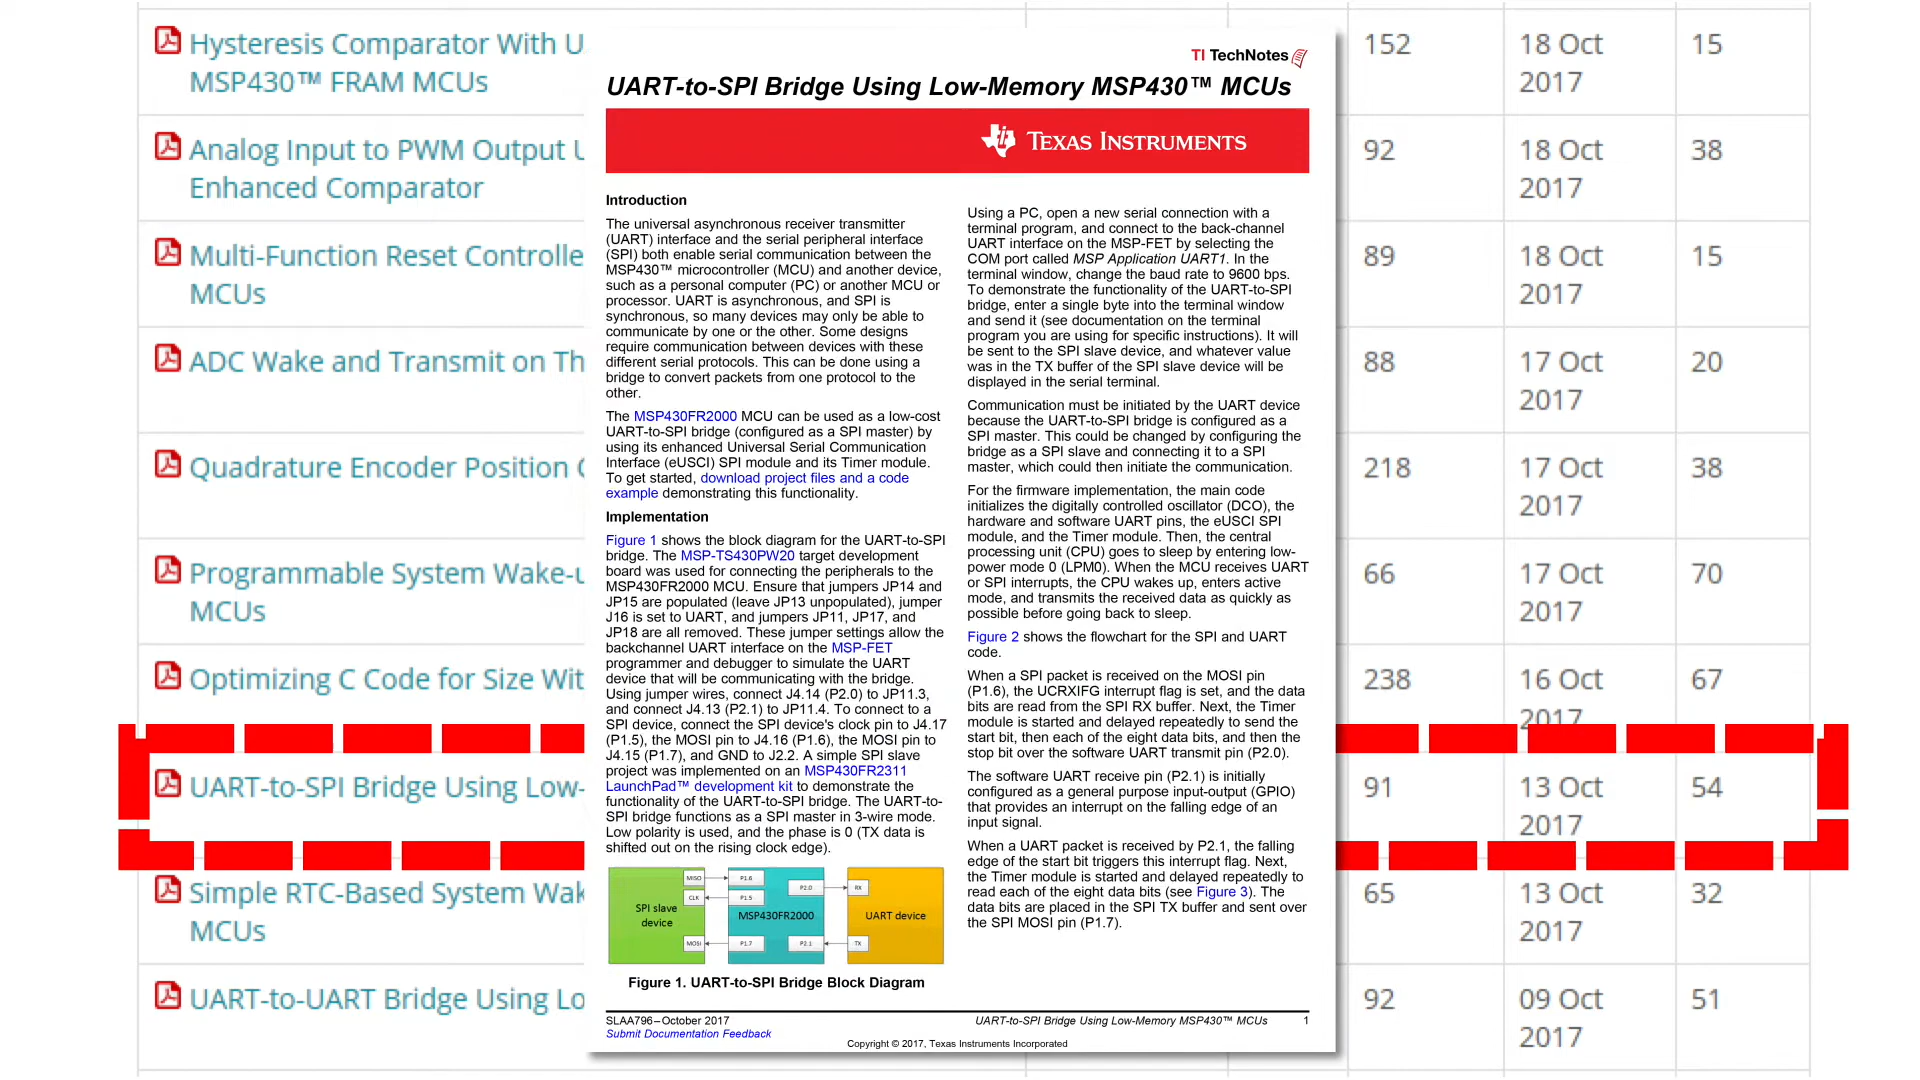 Hysteresis Comparator With U
MSP430™ FRAM MCUs
152
18 Oct
2017
15
Analog Input to PWM Output U
Enhanced Comparator
92
18 Oct
2017
38
Multi-Function Reset Controlle
MCUs
89
18 Oct
2017
15
ADC Wake and Transmit on Th
88
17 Oct
2017
20
Quadrature Encoder Position C
218
17 Oct
2017
38
Programmable System Wake-u
MCUs
66
17 Oct
2017
70
Optimizing C Code for Size Wit
238
16 Oct
2017
67
UART-to-SPI Bridge Using Low-
91
13 Oct
2017
54
Simple RTC-Based System Wak
MCUs
65
13 Oct
2017
32
UART-to-UART Bridge Using Lo
92
09 Oct
2017
51
TI TechNotes
UART-to-SPI Bridge Using Low-Memory MSP430™ MCUs
TEXAS INSTRUMENTS
Introduction
The universal asynchronous receiver transmitter
(UART) interface and the serial peripheral interface
(SPI) both enable serial communication between the
MSP430™ microcontroller (MCU) and another device,
such as a personal computer (PC) or another MCU or
processor. UART is asynchronous, and SPI is
synchronous, so many devices may only be able to
communicate by one or the other. Some designs
require communication between devices with these
different serial protocols. This can be done using a
bridge to convert packets from one protocol to the
other.
The MSP430FR2000 MCU can be used as a low-cost
UART-to-SPI bridge (configured as a SPI master) by
using its enhanced Universal Serial Communication
Interface (eUSCI) SPI module and its Timer module.
To get started, download project files and a code
example demonstrating this functionality.
Implementation
Figure 1 shows the block diagram for the UART-to-SPI
bridge. The MSP-TS430PW20 target development
board was used for connecting the peripherals to the
MSP430FR2000 MCU. Ensure that jumpers JP14 and
JP15 are populated (leave JP13 unpopulated), jumper
J16 is set to UART, and jumpers JP11, JP17, and
JP18 are all removed. These jumper settings allow the
backchannel UART interface on the MSP-FET
programmer and debugger to simulate the UART
device that will be communicating with the bridge.
Using jumper wires, connect J4.14 (P2.0) to JP11.3,
and connect J4.13 (P2.1) to JP11.4. To connect to a
SPI device, connect the SPI device's clock pin to J4.17
(P1.5), the MOSI pin to J4.16 (P1.6), the MOSI pin to
J4.15 (P1.7), and GND to J2.2. A simple SPI slave
project was implemented on an MSP430FR2311
LaunchPad™ development kit to demonstrate the
functionality of the UART-to-SPI bridge. The UART-to-
SPI bridge functions as a SPI master in 3-wire mode.
Low polarity is used, and the phase is 0 (TX data is
shifted out on the rising clock edge).
MISO
P1.6
P2.0
RX
CLK
P1.5
SPI slave
device
MSP430FR2000
UART device
MOSI
P1.7
P2.1
TX
Figure 1. UART-to-SPI Bridge Block Diagram
Using a PC, open a new serial connection with a
terminal program, and connect to the back-channel
UART interface on the MSP-FET by selecting the
COM port called MSP Application UART1. In the
terminal window, change the baud rate to 9600 bps.
To demonstrate the functionality of the UART-to-SPI
bridge, enter a single byte into the terminal window
and send it (see documentation on the terminal
program you are using for specific instructions). It will
be sent to the SPI slave device, and whatever value
was in the TX buffer of the SPI slave device will be
displayed in the serial terminal.
Communication must be initiated by the UART device
because the UART-to-SPI bridge is configured as a
SPI master. This could be changed by configuring the
bridge as a SPI slave and connecting it to a SPI
master, which could then initiate the communication.
For the firmware implementation, the main code
initializes the digitally controlled oscillator (DCO), the
hardware and software UART pins, the eUSCI SPI
module, and the Timer module. Then, the central
processing unit (CPU) goes to sleep by entering low-
power mode 0 (LPM0). When the MCU receives UART
or SPI interrupts, the CPU wakes up, enters active
mode, and transmits the received data as quickly as
possible before going back to sleep.
Figure 2 shows the flowchart for the SPI and UART
code.
When a SPI packet is received on the MOSI pin
(P1.6), the UCRXIFG interrupt flag is set, and the data
bits are read from the SPI RX buffer. Next, the Timer
module is started and delayed repeatedly to send the
start bit, then each of the eight data bits, and then the
stop bit over the software UART transmit pin (P2.0).
The software UART receive pin (P2.1) is initially
configured as a general purpose input-output (GPIO)
that provides an interrupt on the falling edge of an
input signal.
When a UART packet is received by P2.1, the falling
edge of the start bit triggers this interrupt flag. Next,
the Timer module is started and delayed repeatedly to
read each of the eight data bits (see Figure 3). The
data bits are placed in the SPI TX buffer and sent over
the SPI MOSI pin (P1.7).
SLAA796–October 2017
Submit Documentation Feedback
UART-to-SPI Bridge Using Low-Memory MSP430™ MCUs
1
Copyright © 2017, Texas Instruments Incorporated